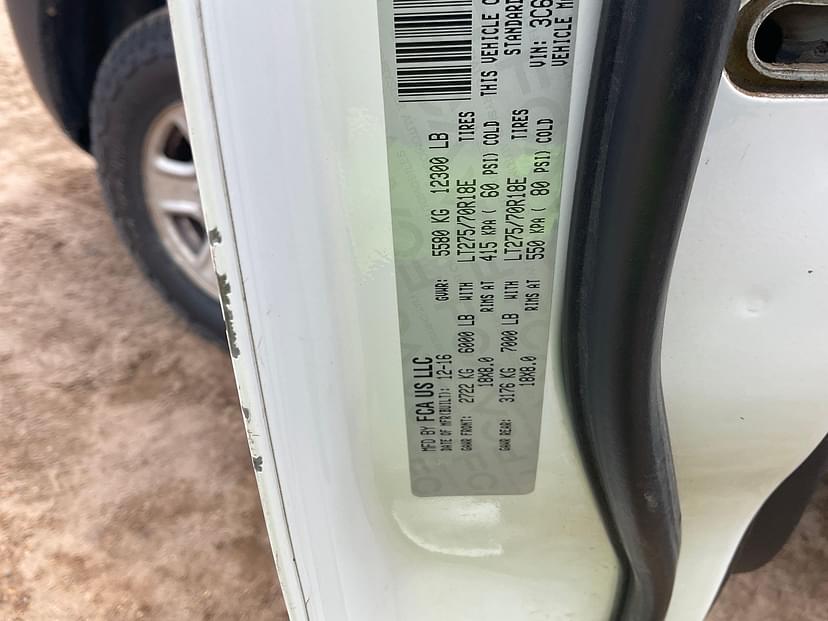 MFD BY FCA US LLC
DATE OF MFR(BUILT): 12-16 GVWR: 5580 KG 12300 LB
GAWR FRONT: 2722 KG 6000 LB WITH LT275/70R18E TIRES
18X8.0 RIMS AT 415 KPA ( 60 PSI) COLD
GAWR REAR: 3176 KG 7000 LB WITH LT275/70R18E TIRES
18X8.0 RIMS AT 550 KPA ( 80 PSI) COLD
THIS VEHICLE
STANDARD
VIN: 3C6
VEHICLE